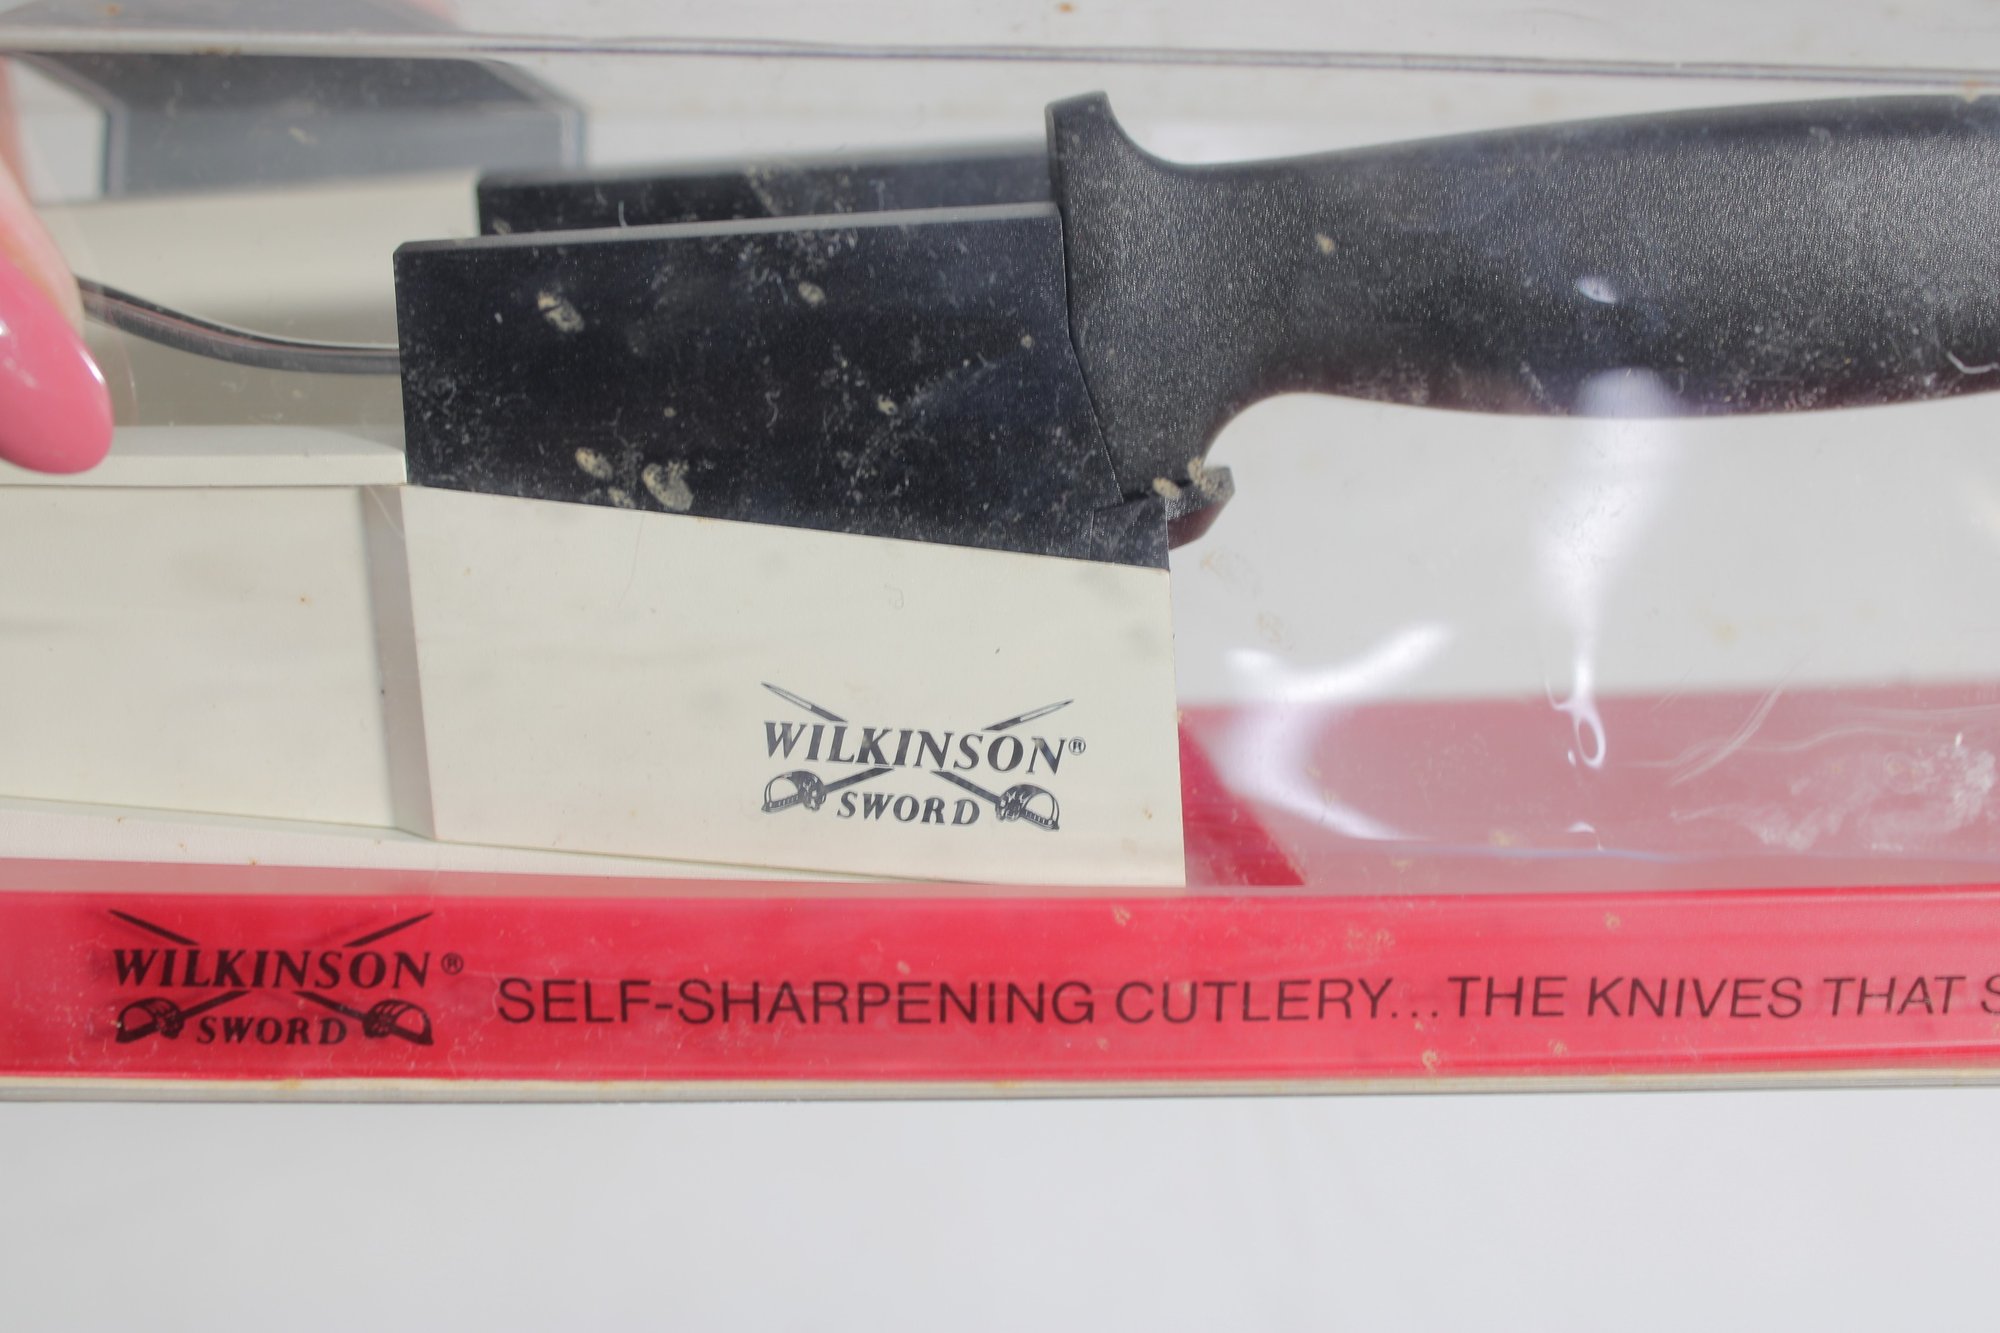 WILKINSON®
SWORD
WILKINSON®
SWORD
SELF-SHARPENING CUTLERY...THE KNIVES THAT